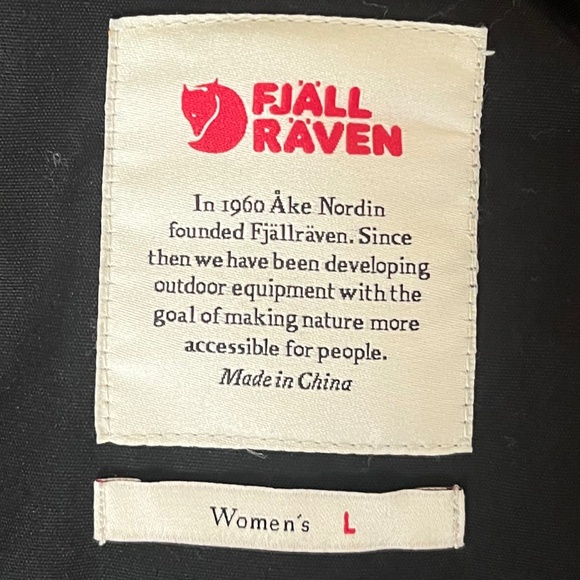 FJÄLL
RÄVEN
In 1960 Åke Nordin
founded Fjällräven. Since
then we have been developing
outdoor equipment with the
goal of making nature more
accessible for people.
Made in China
Women's L